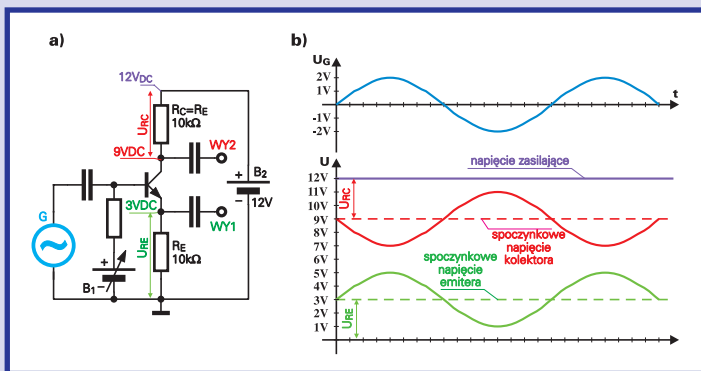 a)
12VDC
URC
RC=RE
10kΩ
9VDC
WY2
B2
12V
+
–
G
3VDC
WY1
URE
RE
10kΩ
+
B1
–
b)
UG
2V
1V
-1V
-2V
t
U
napięcie zasilające
12V
11V
10V
9V
8V
7V
6V
5V
4V
3V
2V
1V
URC
spoczynkowe
napięcie
kolektora
spoczynkowe
napięcie
emitera
URE
t